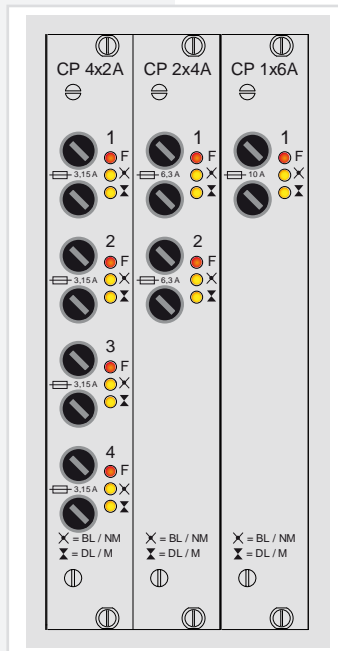 CP 4x2A
1
F
3,15 A
2
F
3,15 A
3
F
3,15 A
4
F
3,15 A
= BL / NM
= DL / M
CP 2x4A
1
F
6,3 A
2
F
6,3 A
= BL / NM
= DL / M
CP 1x6A
1
F
10 A
= BL / NM
= DL / M